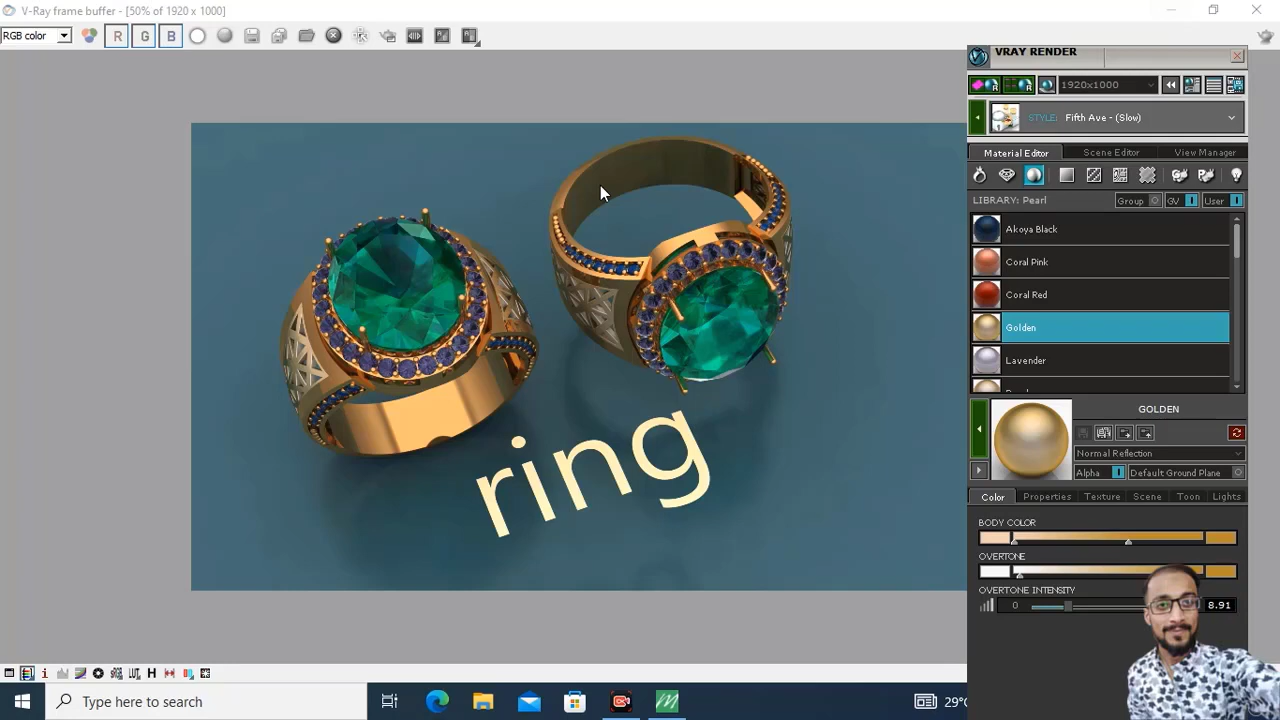 V-Ray frame buffer - [50% of 1920 x 1000]
RGB color
R G B
VRAY RENDER
1920x1000
STYLE: Fifth Ave - (Slow)
Material Editor Scene Editor View Manager
LIBRARY: Pearl Group GV User
Akoya Black
Coral Pink
Coral Red
Golden
Lavender
GOLDEN
Normal Reflection
Alpha Default Ground Plane
Color Properties Texture Scene Toon Lights
BODY COLOR
OVERTONE
OVERTONE INTENSITY
0 8.91
ring
Type here to search
29°